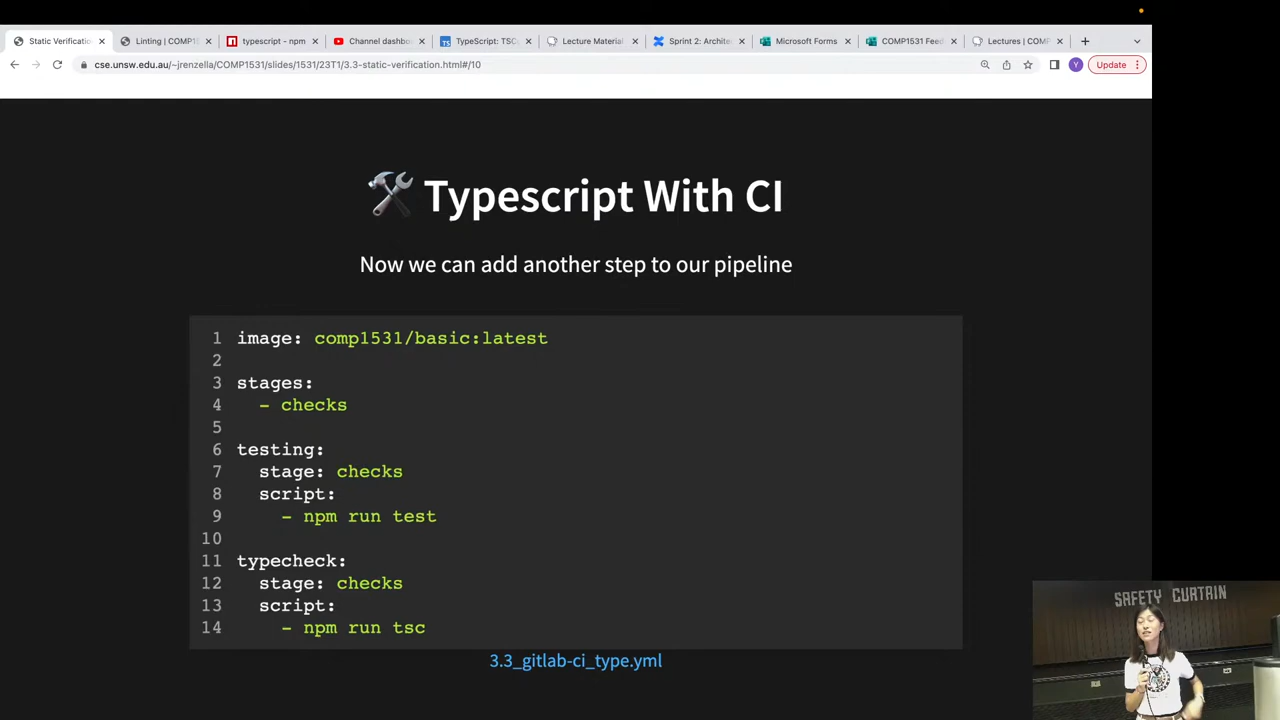 Static Verificatio
Linting | COMP1
typescript - npm
Channel dashboa
TypeScript: TSC
Lecture Material
Sprint 2: Archite
Microsoft Forms
COMP1531 Feed
Lectures | COMP
cse.unsw.edu.au/~jrenzella/COMP1531/slides/1531/23T1/3.3-static-verification.html#/10
Y
Update
Typescript With CI
Now we can add another step to our pipeline
1 image: comp1531/basic:latest
2
3 stages:
4 - checks
5
6 testing:
7 stage: checks
8 script:
9 - npm run test
10
11 typecheck:
12 stage: checks
13 script:
14 - npm run tsc
3.3_gitlab-ci_type.yml
SAFETY CURTAIN